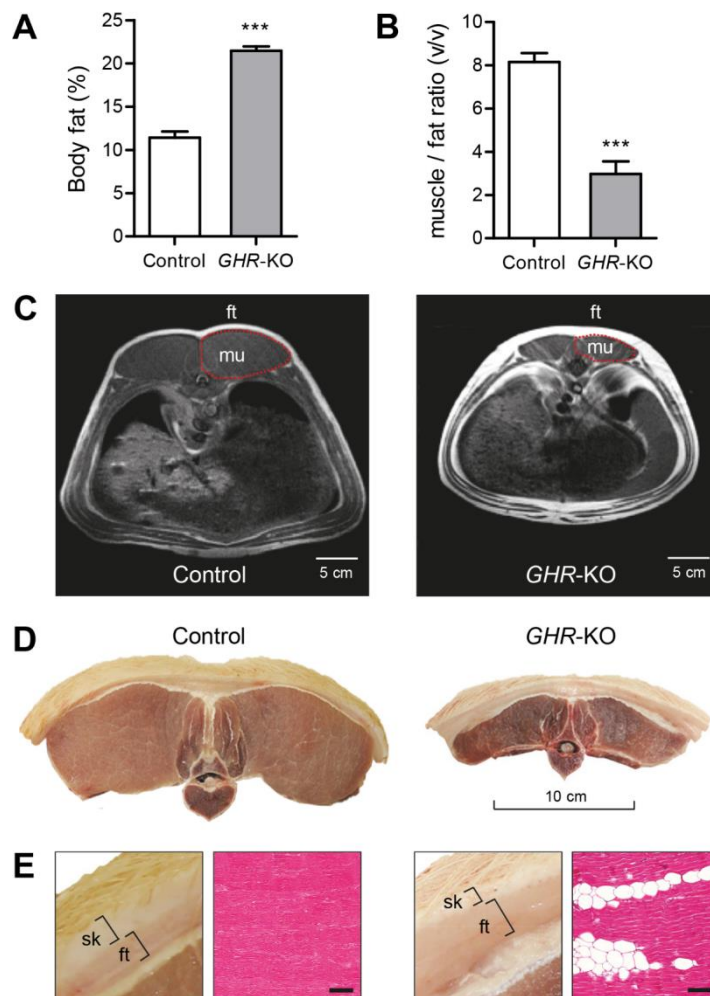 A
Body fat (%)
25
20
15
10
5
0
***
Control GHR-KO
B
muscle / fat ratio (v/v)
10
8
6
4
2
0
***
Control GHR-KO
C
ft
mu
Control
5 cm
ft
mu
GHR-KO
5 cm
D
Control
GHR-KO
10 cm
E
sk
ft
sk
ft